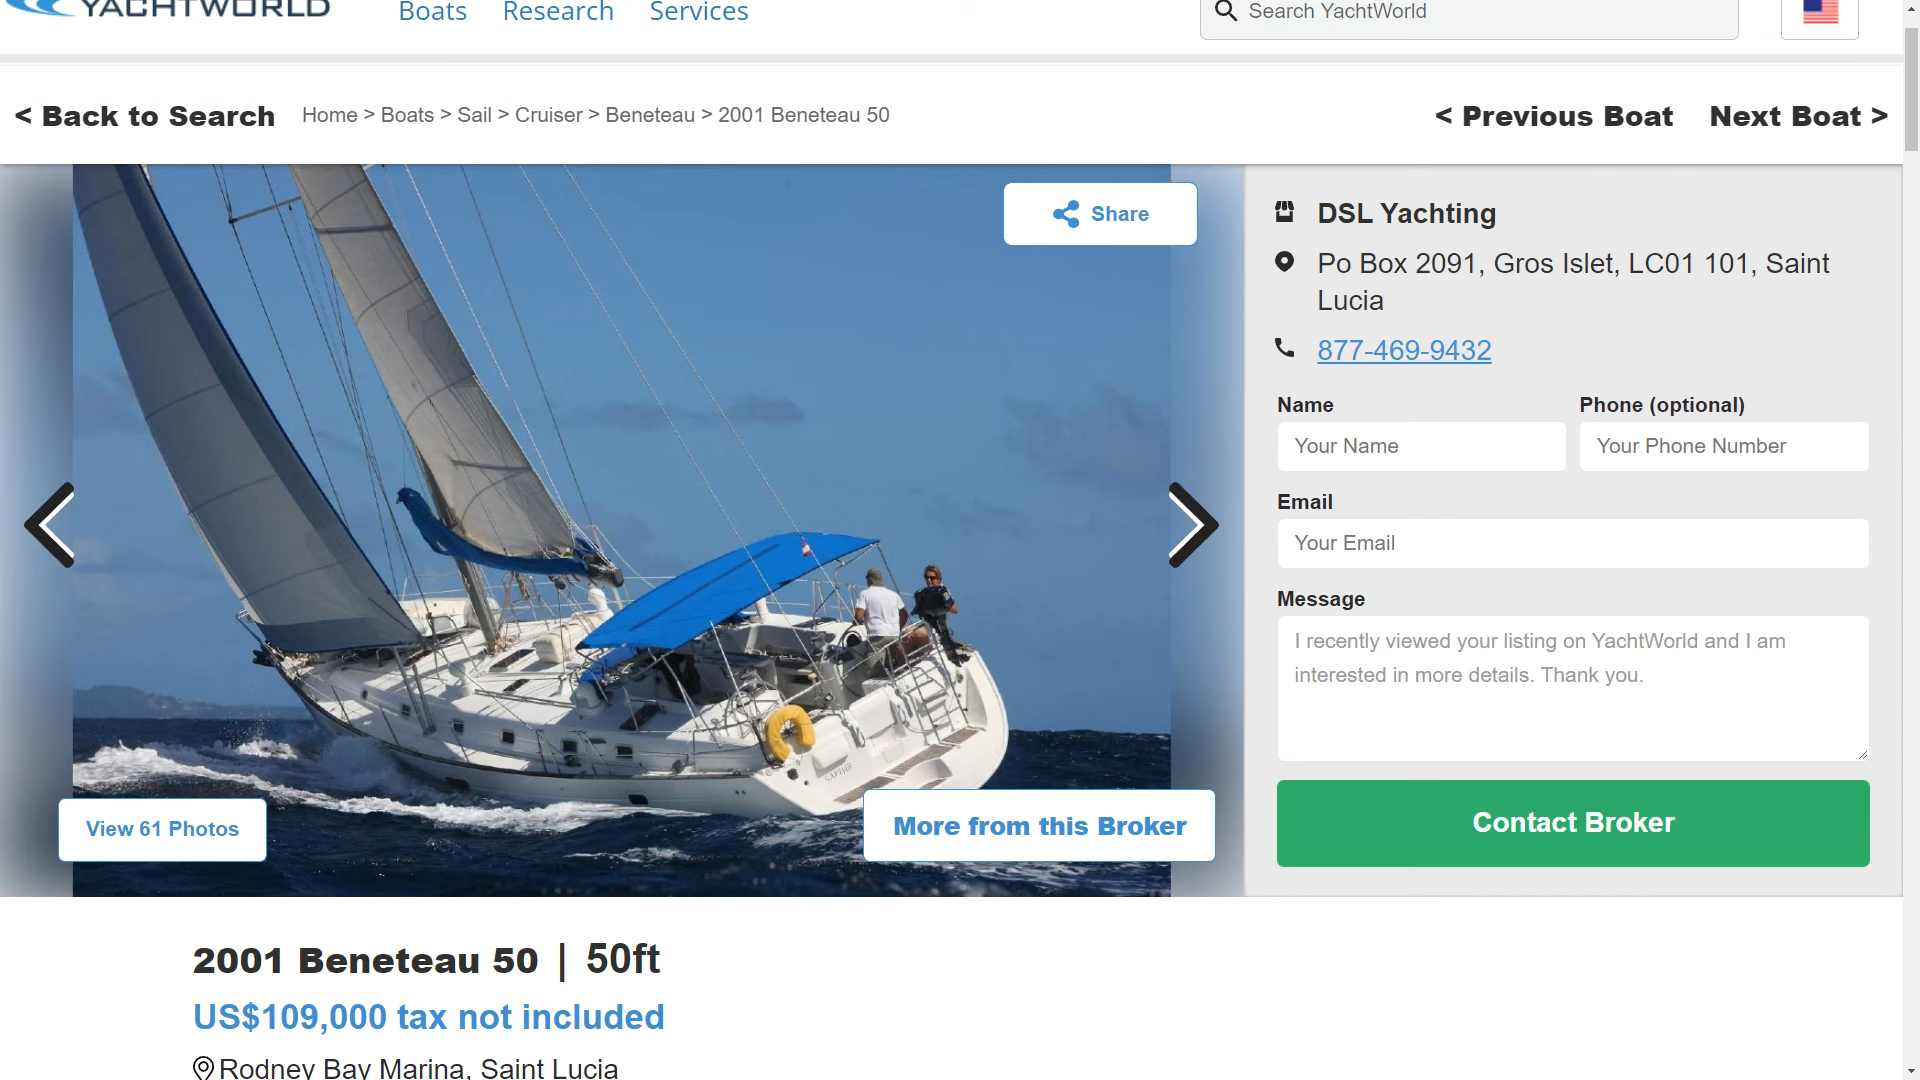 YACHTWORLD
Boats
Research
Services
Search YachtWorld
< Back to Search
Home > Boats > Sail > Cruiser > Beneteau > 2001 Beneteau 50
< Previous Boat
Next Boat >
Share
DSL Yachting
Po Box 2091, Gros Islet, LC01 101, Saint
Lucia
877-469-9432
Name
Phone (optional)
Your Name
Your Phone Number
Email
Your Email
Message
I recently viewed your listing on YachtWorld and I am
interested in more details. Thank you.
View 61 Photos
More from this Broker
Contact Broker
2001 Beneteau 50 | 50ft
US$109,000 tax not included
Rodney Bay Marina, Saint Lucia